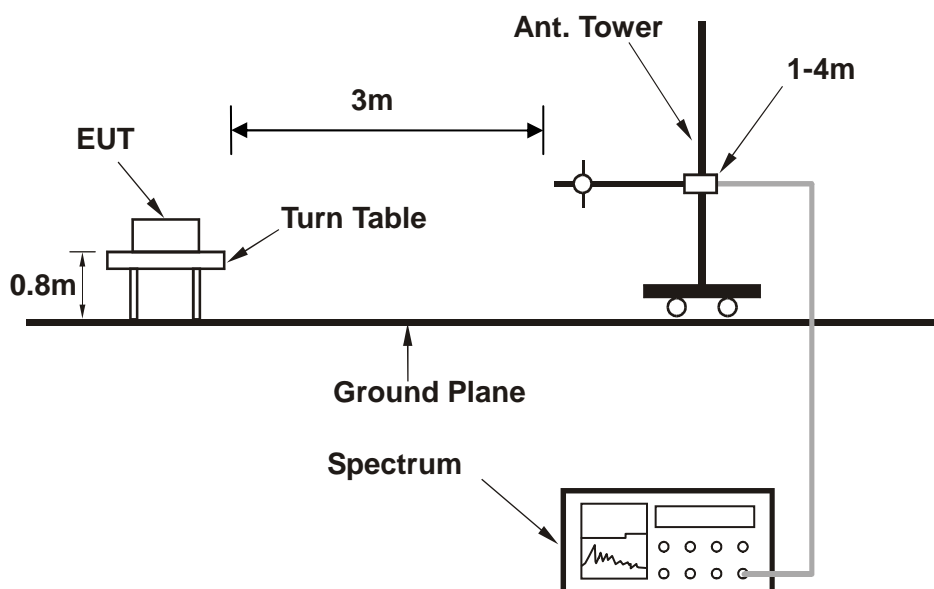 Ant. Tower
1-4m
3m
EUT
Turn Table
0.8m
Ground Plane
Spectrum